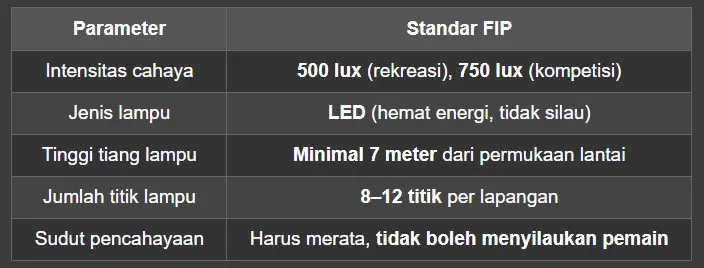 Parameter Standar FIP
Intensitas cahaya 500 lux (rekreasi), 750 lux (kompetisi)
Jenis lampu LED (hemat energi, tidak silau)
Tinggi tiang lampu Minimal 7 meter dari permukaan lantai
Jumlah titik lampu 8–12 titik per lapangan
Sudut pencahayaan Harus merata, tidak boleh menyilaukan pemain